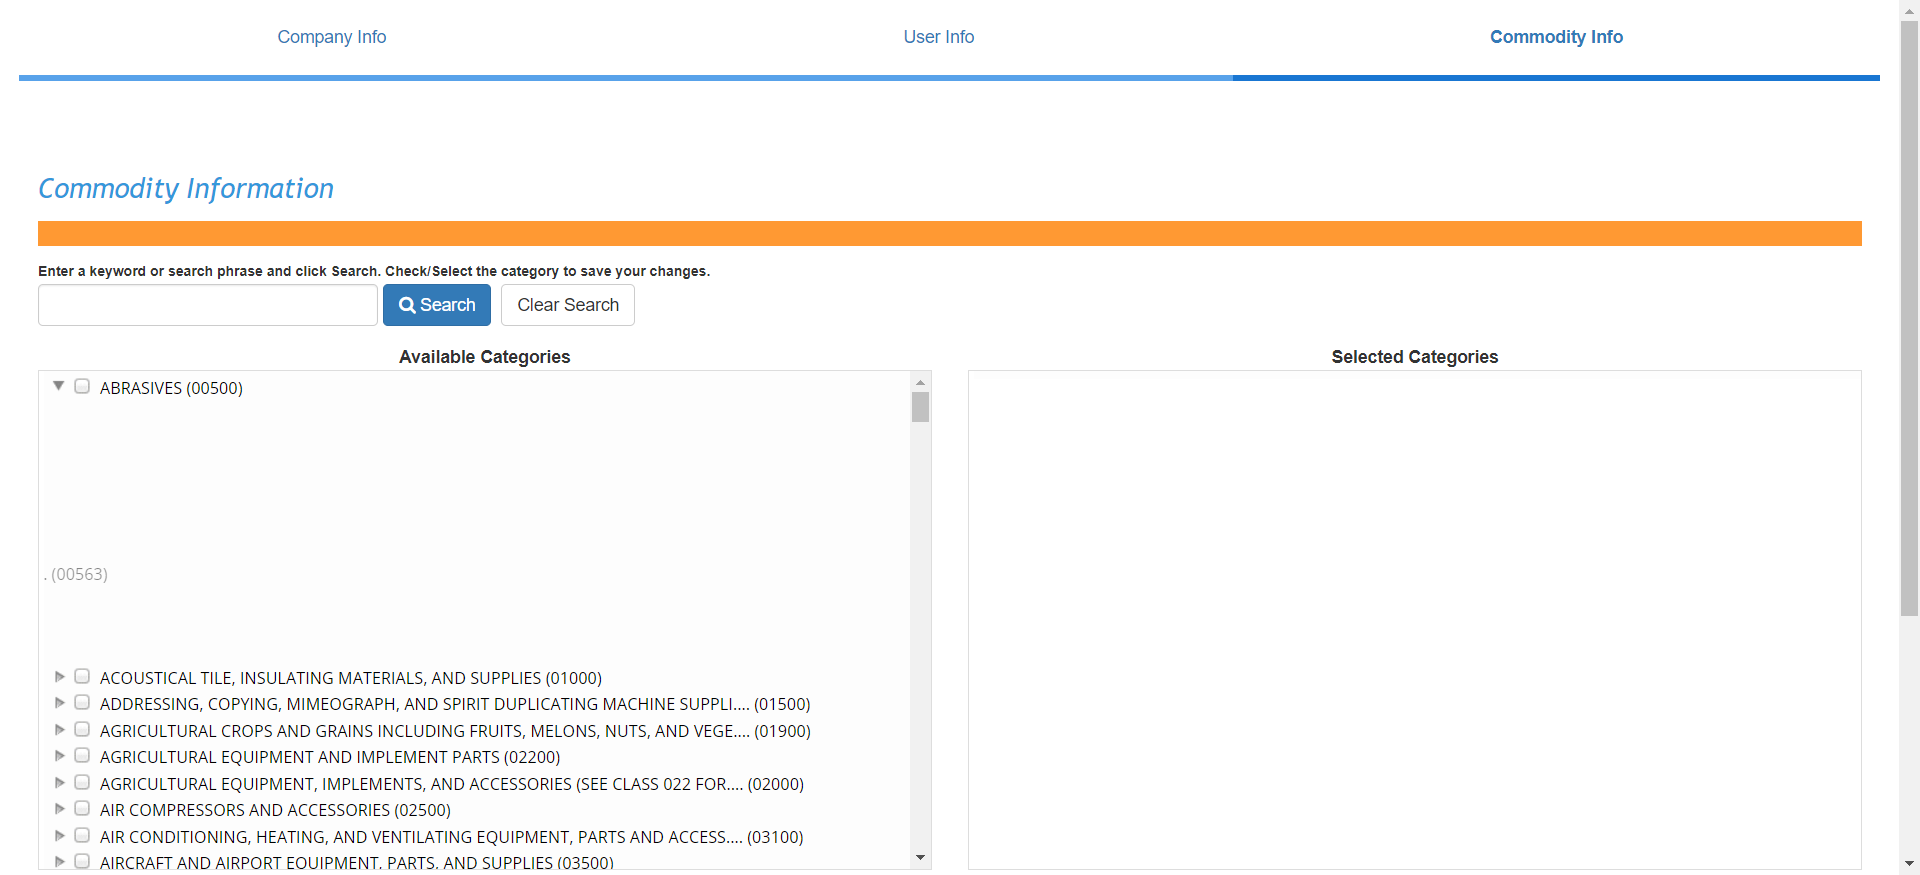 Company Info
User Info
Commodity Info
Commodity Information
Enter a keyword or search phrase and click Search. Check/Select the category to save your changes.
Search
Clear Search
Available Categories
Selected Categories
ABRASIVES (00500)
. (00563)
ACOUSTICAL TILE, INSULATING MATERIALS, AND SUPPLIES (01000)
ADDRESSING, COPYING, MIMEOGRAPH, AND SPIRIT DUPLICATING MACHINE SUPPLI.... (01500)
AGRICULTURAL CROPS AND GRAINS INCLUDING FRUITS, MELONS, NUTS, AND VEGE.... (01900)
AGRICULTURAL EQUIPMENT AND IMPLEMENT PARTS (02200)
AGRICULTURAL EQUIPMENT, IMPLEMENTS, AND ACCESSORIES (SEE CLASS 022 FOR.... (02000)
AIR COMPRESSORS AND ACCESSORIES (02500)
AIR CONDITIONING, HEATING, AND VENTILATING EQUIPMENT, PARTS AND ACCESS.... (03100)
AIRCRAFT AND AIRPORT EQUIPMENT, PARTS, AND SUPPLIES (03500)